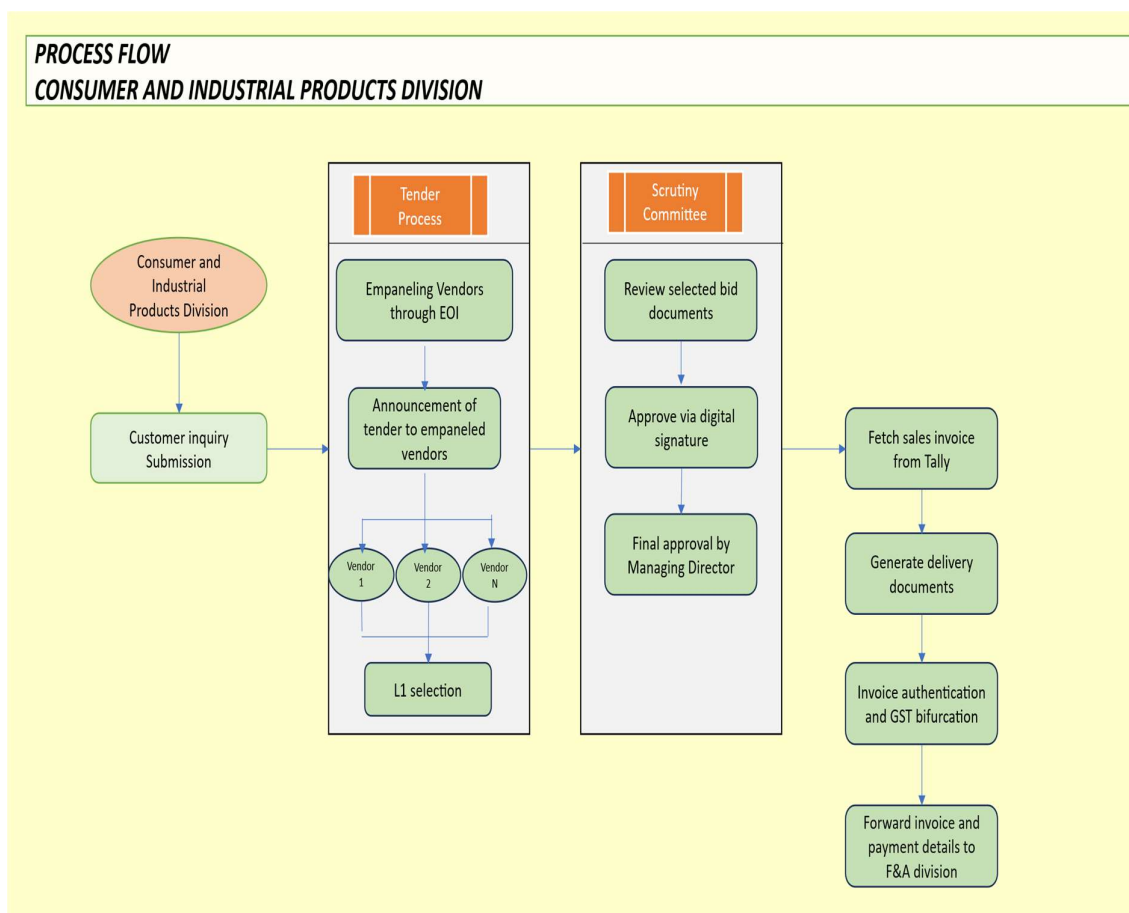 PROCESS FLOW
CONSUMER AND INDUSTRIAL PRODUCTS DIVISION
Consumer and
Industrial
Products Division
Customer inquiry
Submission
Tender
Process
Empaneling Vendors
through EOI
Announcement of
tender to empaneled
vendors
Vendor
1
Vendor
2
Vendor
N
L1 selection
Scrutiny
Committee
Review selected bid
documents
Approve via digital
signature
Final approval by
Managing Director
Fetch sales invoice
from Tally
Generate delivery
documents
Invoice authentication
and GST bifurcation
Forward invoice and
payment details to
F&A division